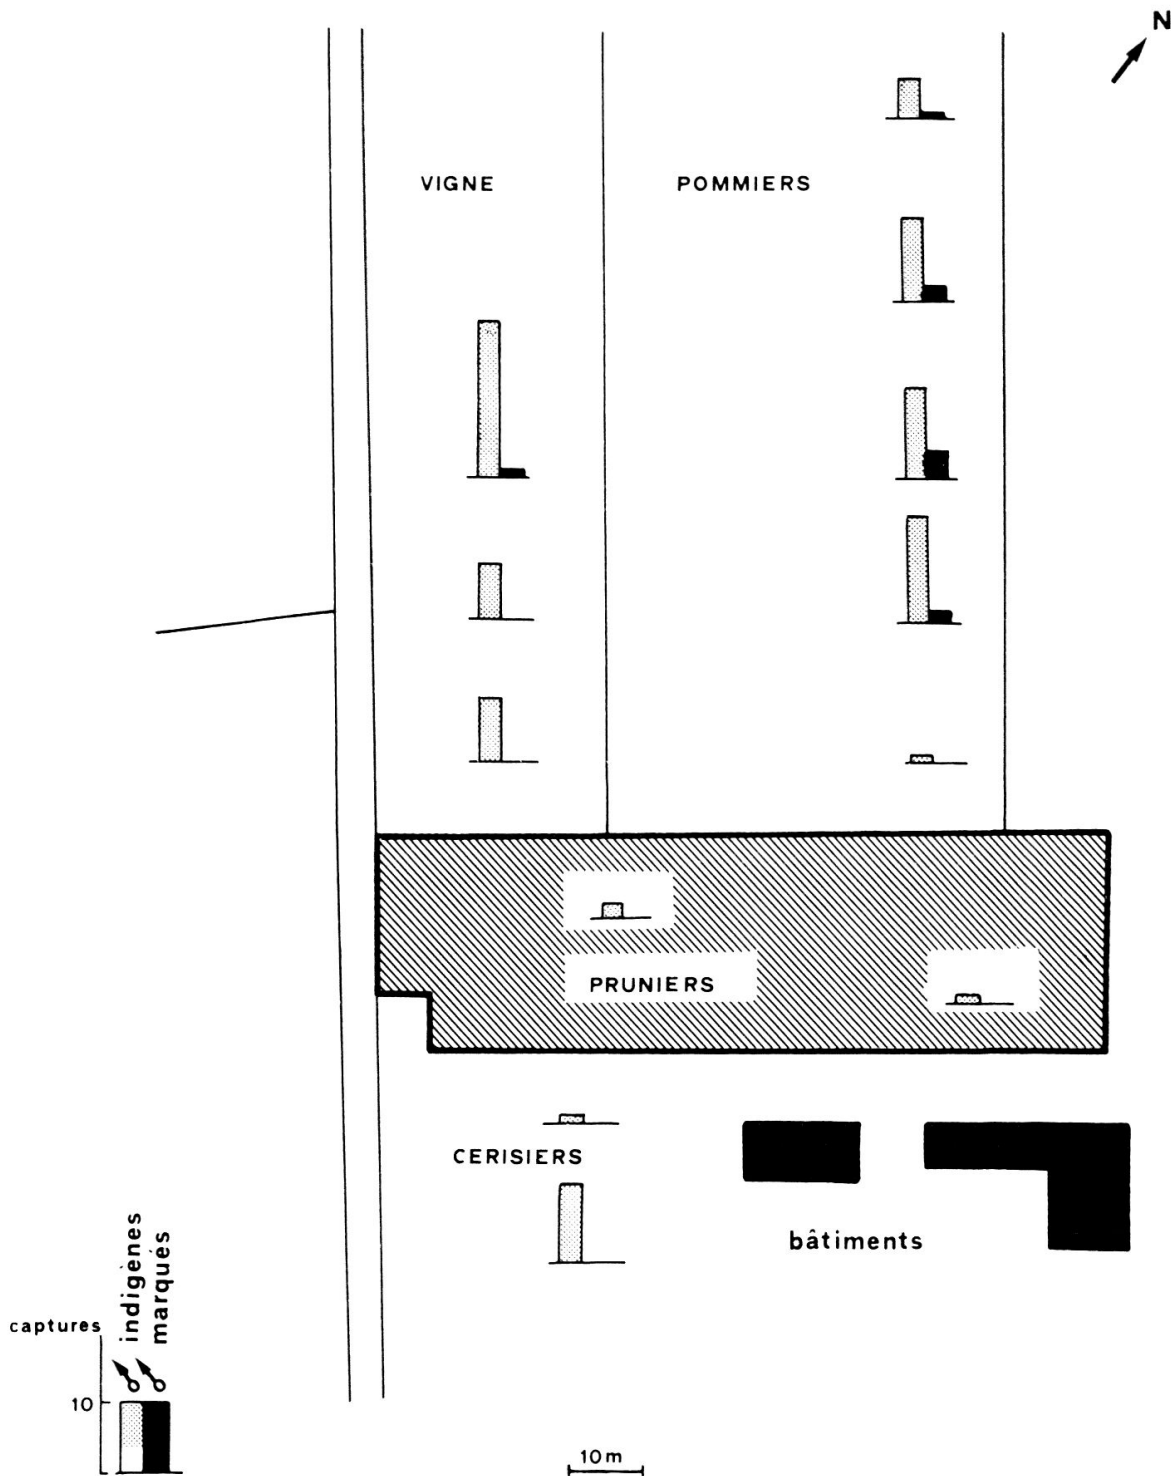 N
VIGNE
POMMIERS
PRUNIERS
CERISIERS
bâtiments
indigènes
marqués
captures
10
10m